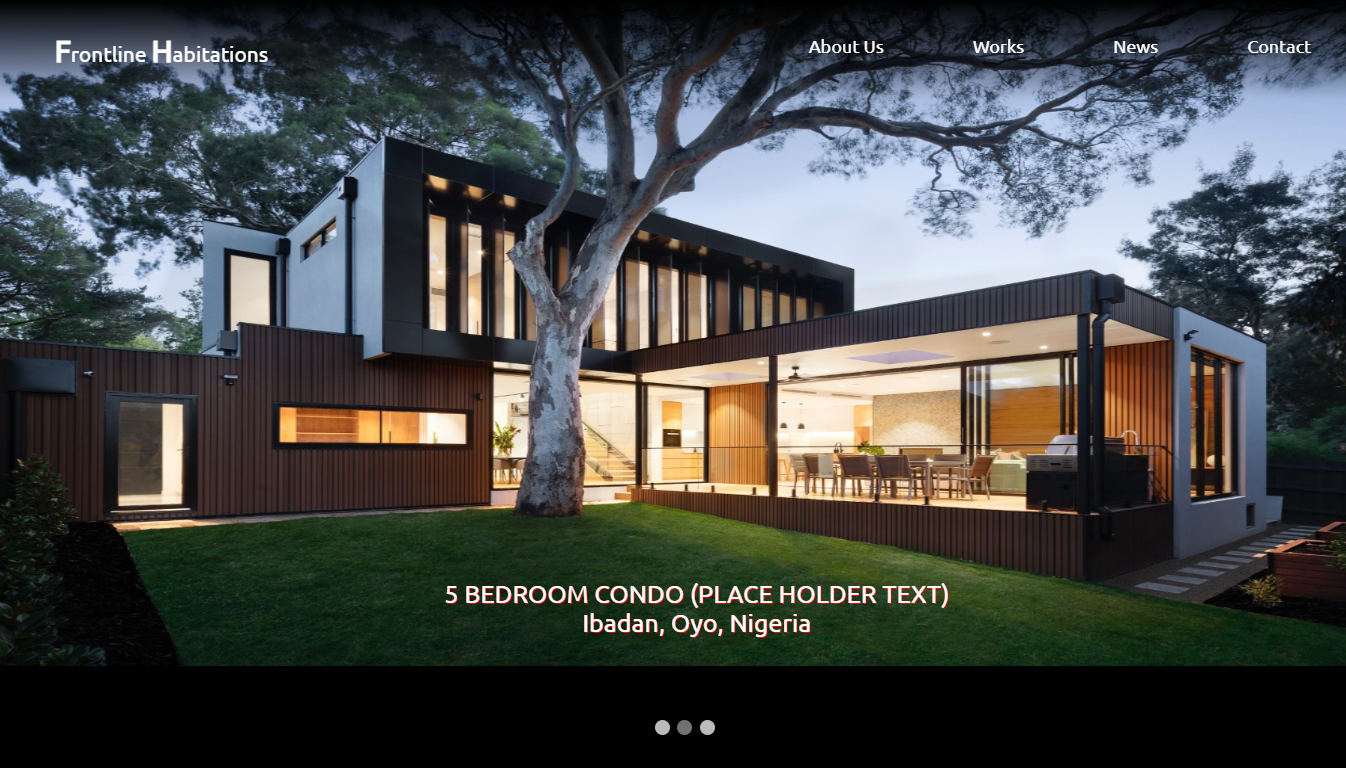 Frontline Habitations
About Us
Works
News
Contact
5 BEDROOM CONDO (PLACE HOLDER TEXT)
Ibadan, Oyo, Nigeria